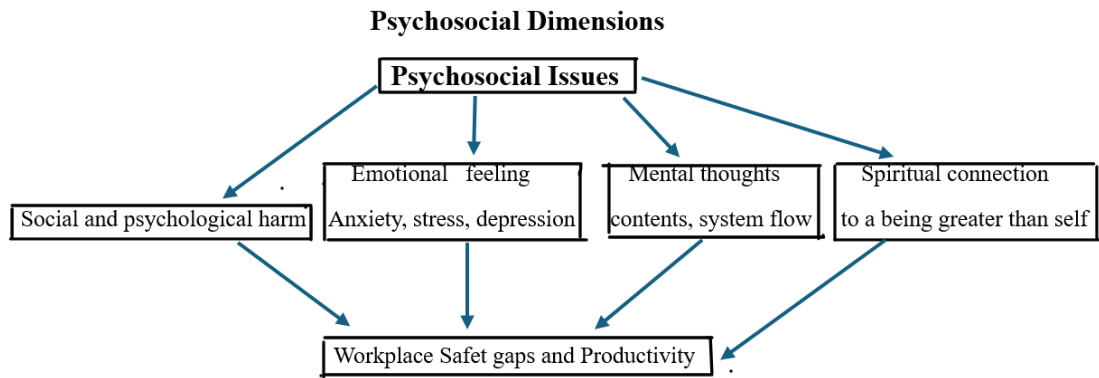 Psychosocial Dimensions
Psychosocial Issues
Social and psychological harm
Emotional feeling
Anxiety, stress, depression
Mental thoughts
contents, system flow
Spiritual connection
to a being greater than self
Workplace Safet gaps and Productivity